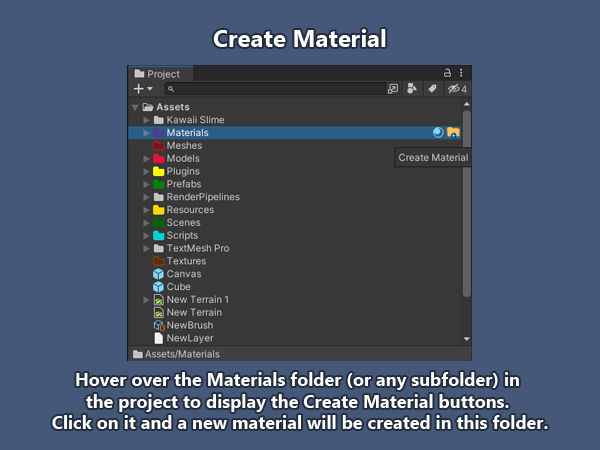 Create Material
Project
4
Assets
Kawaii Slime
Materials
Meshes
Create Material
Models
Plugins
Prefabs
RenderPipelines
Resources
Scenes
Scripts
TextMesh Pro
Textures
Canvas
Cube
New Terrain 1
New Terrain
NewBrush
NewLayer
Assets/Materials
Hover over the Materials folder (or any subfolder) in
the project to display the Create Material buttons.
Click on it and a new material will be created in this folder.